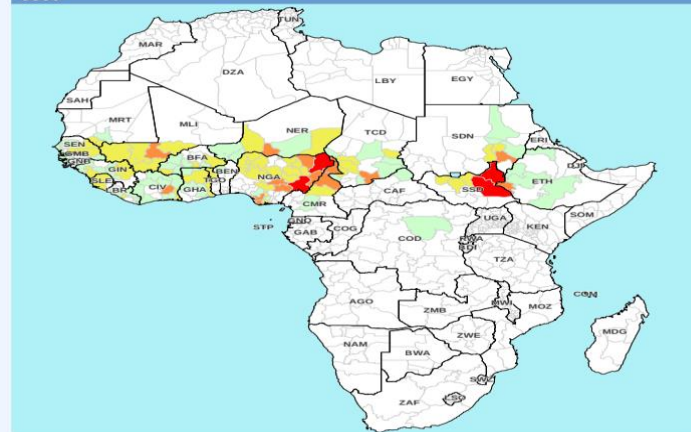 TUN
MAR
DZA
LBY
EGY
SAH
MRT
MLI
NER
TCD
SDN
ERI
SEN
GMB
GNB
GIN
BFA
BEN
NGA
DJI
SLE
CIV
GHA
TGO
CAF
SSD
ETH
LBR
CMR
SOM
STP
GNQ
GAB
COG
COD
UGA
KEN
RWA
BDI
TZA
COM
AGO
ZMB
MWI
MOZ
MDG
NAM
ZWE
BWA
SWZ
ZAF
LSO